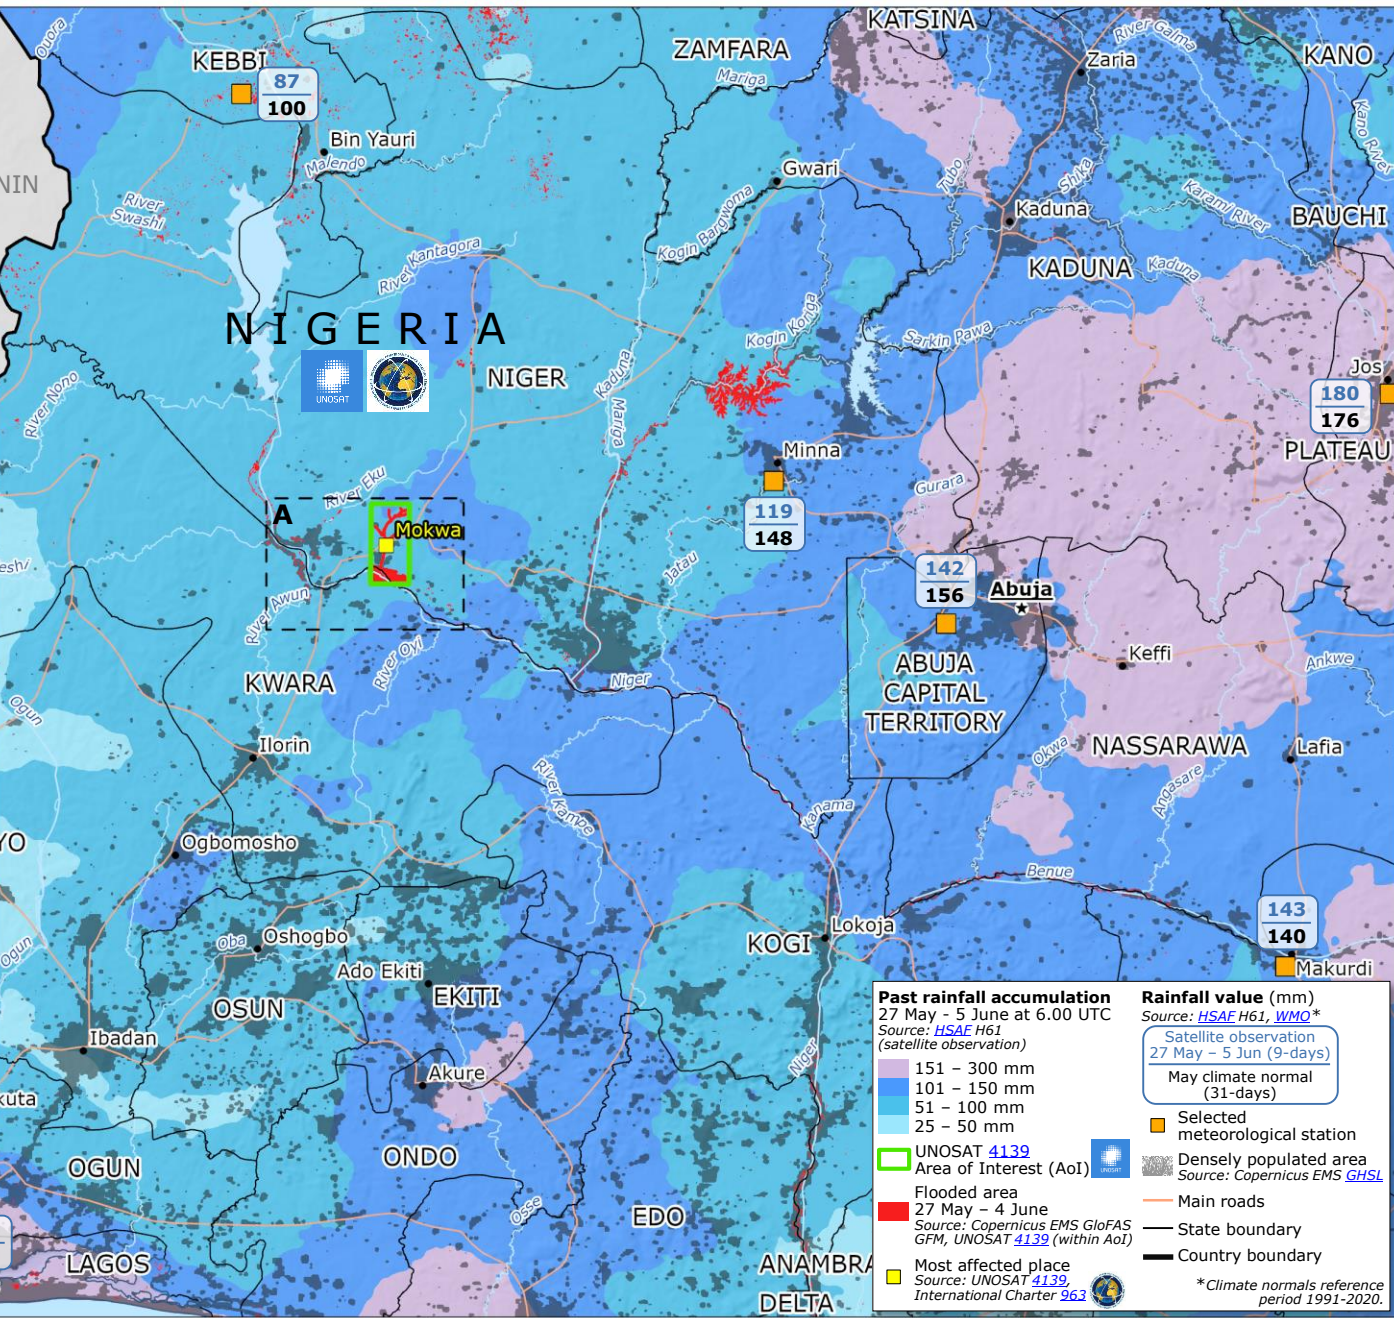 KATSINA
Quora
KEBBI
87
100
ZAMFARA
Mariga
River Galma
Zaria
KANO
Kano River
Bin Yauri
Malendo
NIN
River
Swashi
Gwari
Tubo
Shika
Karami River
Kogin Bargwoma
Kaduna
BAUCHI
River Kantagora
KADUNA
Kaduna
NIGERIA
Kogin Konga
Sarkin Pawa
UNOSAT
NIGER
Kaduna
Mariga
River Nono
Jos
180
176
PLATEAU
Minna
119
148
River Eku
Gurara
A
Mokwa
esh/
Jatau
142
156
Abuja
River Awun
River Oyi
Keffi
Ankwe
ABUJA
CAPITAL
TERRITORY
KWARA
Niger
Ogun
Ilorin
Okwa
NASSARAWA
Lafia
River Kampe
Angasare
Kanama
YO
Ogbomosho
Benue
143
140
Makurdi
Oba
Oshogbo
Ogun
Lokoja
KOGI
Ado Ekiti
EKITI
OSUN
Ibadan
Niger
Akure
kuta
ONDO
OGUN
Osse
EDO
LAGOS
ANAMBRA
DELTA
Past rainfall accumulation
27 May - 5 June at 6.00 UTC
Source: HSAF H61
(satellite observation)
151 – 300 mm
101 – 150 mm
51 – 100 mm
25 – 50 mm
UNOSAT 4139
Area of Interest (AoI)
UNOSAT
Flooded area
27 May – 4 June
Source: Copernicus EMS GloFAS
GFM, UNOSAT 4139 (within AoI)
Most affected place
Source: UNOSAT 4139,
International Charter 963
Rainfall value (mm)
Source: HSAF H61, WMO*
Satellite observation
27 May – 5 Jun (9-days)
May climate normal
(31-days)
Selected
meteorological station
Densely populated area
Source: Copernicus EMS GHSL
Main roads
State boundary
Country boundary
*Climate normals reference
period 1991-2020.